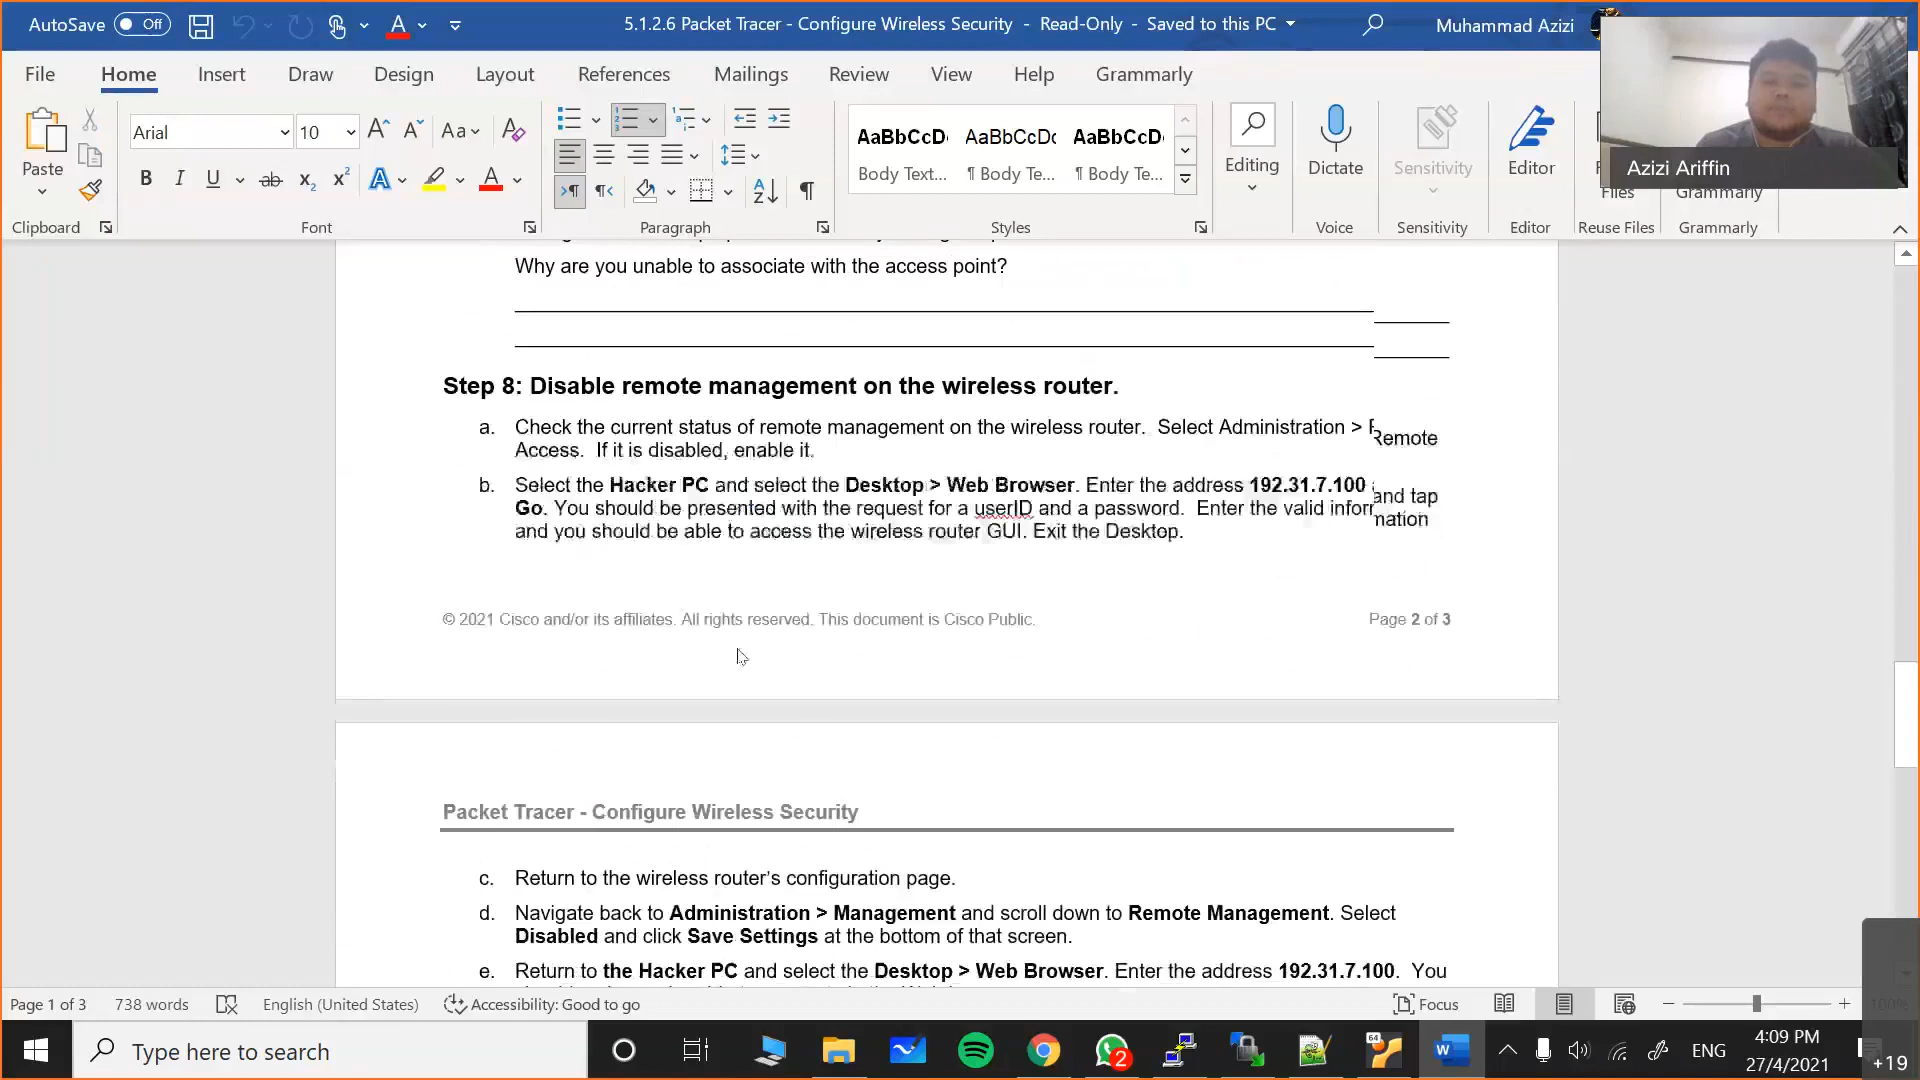 AutoSave Off
5.1.2.6 Packet Tracer - Configure Wireless Security - Read-Only - Saved to this PC
Muhammad Azizi
File Home Insert Draw Design Layout References Mailings Review View Help Grammarly
Azizi Ariffin
Paste
Arial 10
Aa
B I U ab x₂ x² A A
AaBbCcD AaBbCcDc AaBbCcD
Body Text... ¶ Body Te... ¶ Body Te...
Editing
Dictate
Sensitivity
Editor
Files
Grammarly
Clipboard Font Paragraph Styles Voice Sensitivity Editor Reuse Files Grammarly
Why are you unable to associate with the access point?
Step 8: Disable remote management on the wireless router.
a. Check the current status of remote management on the wireless router. Select Administration > Remote
Access. If it is disabled, enable it.
b. Select the Hacker PC and select the Desktop > Web Browser. Enter the address 192.31.7.100 and tap
Go. You should be presented with the request for a userID and a password. Enter the valid information
and you should be able to access the wireless router GUI. Exit the Desktop.
© 2021 Cisco and/or its affiliates. All rights reserved. This document is Cisco Public. Page 2 of 3
Packet Tracer - Configure Wireless Security
c. Return to the wireless router's configuration page.
d. Navigate back to Administration > Management and scroll down to Remote Management. Select
Disabled and click Save Settings at the bottom of that screen.
e. Return to the Hacker PC and select the Desktop > Web Browser. Enter the address 192.31.7.100. You
Page 1 of 3 738 words English (United States) Accessibility: Good to go Focus
Type here to search
2
64
W
ENG
4:09 PM
27/4/2021
+19